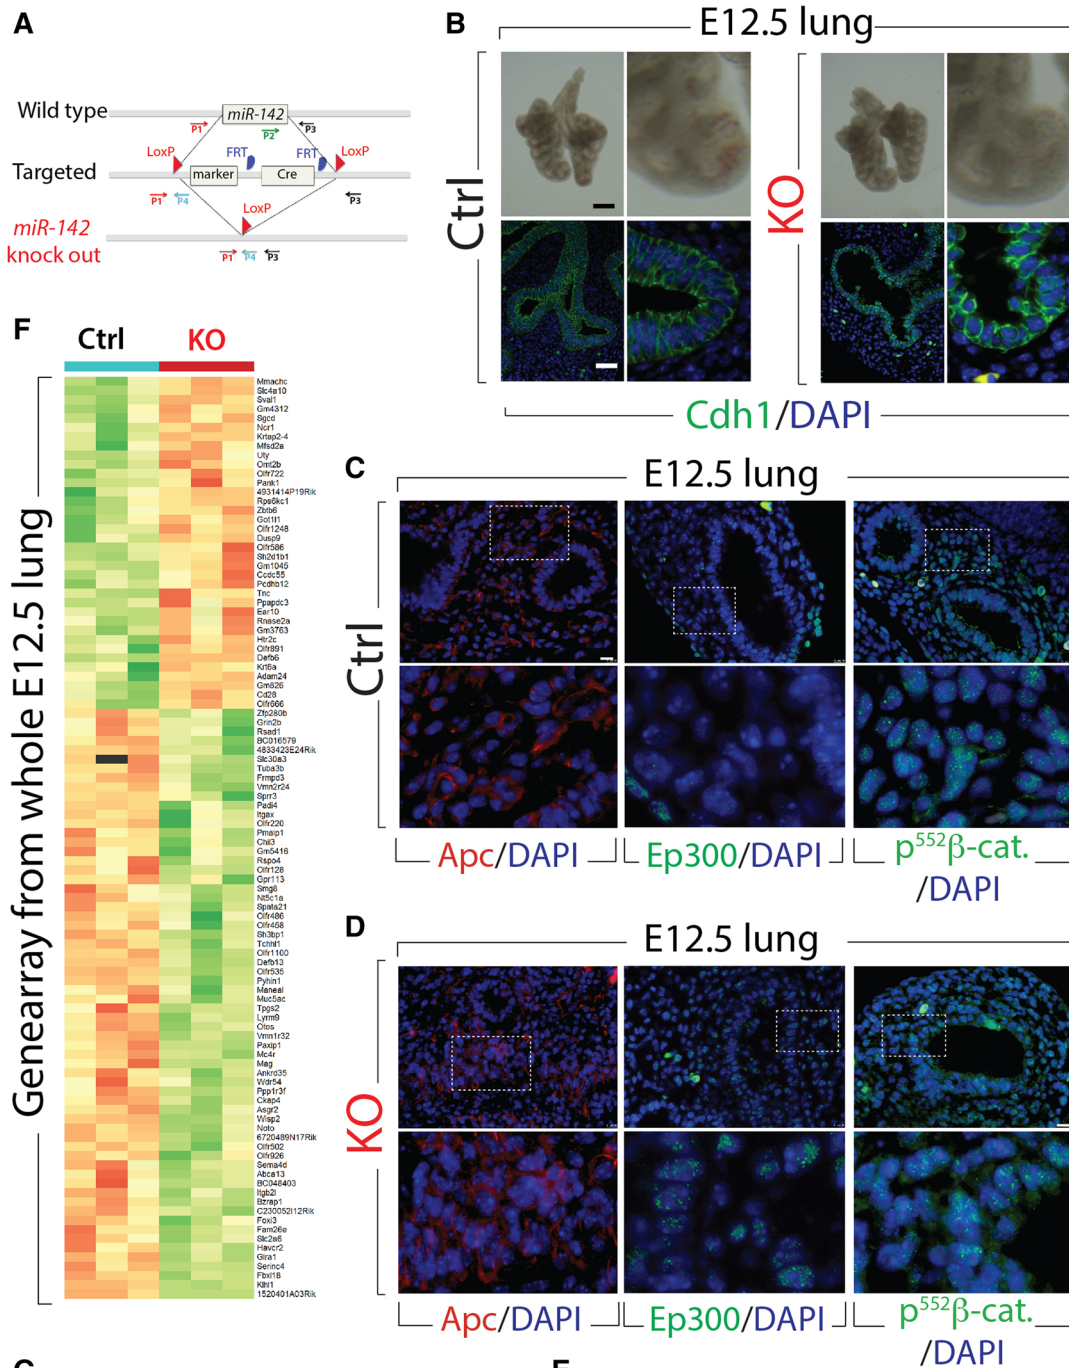 A
Wild type
miR-142
P1
P2
P3
LoxP
FRT
FRT
LoxP
Targeted
marker
Cre
P1
P4
P3
LoxP
miR-142
knock out
P1
P4
P3
B
E12.5 lung
Ctrl
KO
Cdh1/DAPI
F
Ctrl
KO
Genearray from whole E12.5 lung
Mmachc
Slc4a10
Sval1
Gm4312
Sgcd
Ncr1
Krtap2-4
Mfsd2a
Uty
Omt2b
Olfr722
Pank1
4931414P19Rik
Rps6kc1
Zbtb6
Got1l1
Olfr1248
Dusp9
Olfr586
Sh2d1b1
Gm1045
Ccdc55
Pcdhb12
Tnc
Ppapdc3
Ear10
Rnase2a
Gm3763
Htr2c
Olfr891
Defb6
Krt6a
Adam24
Gm826
Cd28
Olfr666
Zfp280b
Grin2b
Rsad1
BC016579
4833423E24Rik
Slc30a3
Tuba3b
Frmpd3
Vmn2r24
Sprr3
Padi4
Itgax
Olfr220
Pmaip1
Chil3
Gm5416
Rspo4
Olfr128
Gpr113
Smg8
Nt5c1a
Spata21
Olfr486
Olfr458
Sh3bp1
Tchhl1
Olfr1100
Defb13
Olfr535
Pyhin1
Maneal
Muc5ac
Tpgs2
Lyrm9
Otos
Vmn1r32
Paxip1
Mc4r
Mag
Ankrd35
Wdr54
Ppp1r3f
Ckap4
Asgr2
Wisp2
Noto
6720489N17Rik
Olfr502
Olfr926
Sema4d
Abca13
BC048403
Itgb2l
Bzrap1
C230052I12Rik
Foxi3
Fam26e
Slc2a6
Havcr2
Glra1
Serinc4
Fbxl18
Klhl1
1520401A03Rik
C
E12.5 lung
Ctrl
Apc/DAPI
Ep300/DAPI
p552β-cat.
/DAPI
D
E12.5 lung
KO
Apc/DAPI
Ep300/DAPI
p552β-cat.
/DAPI